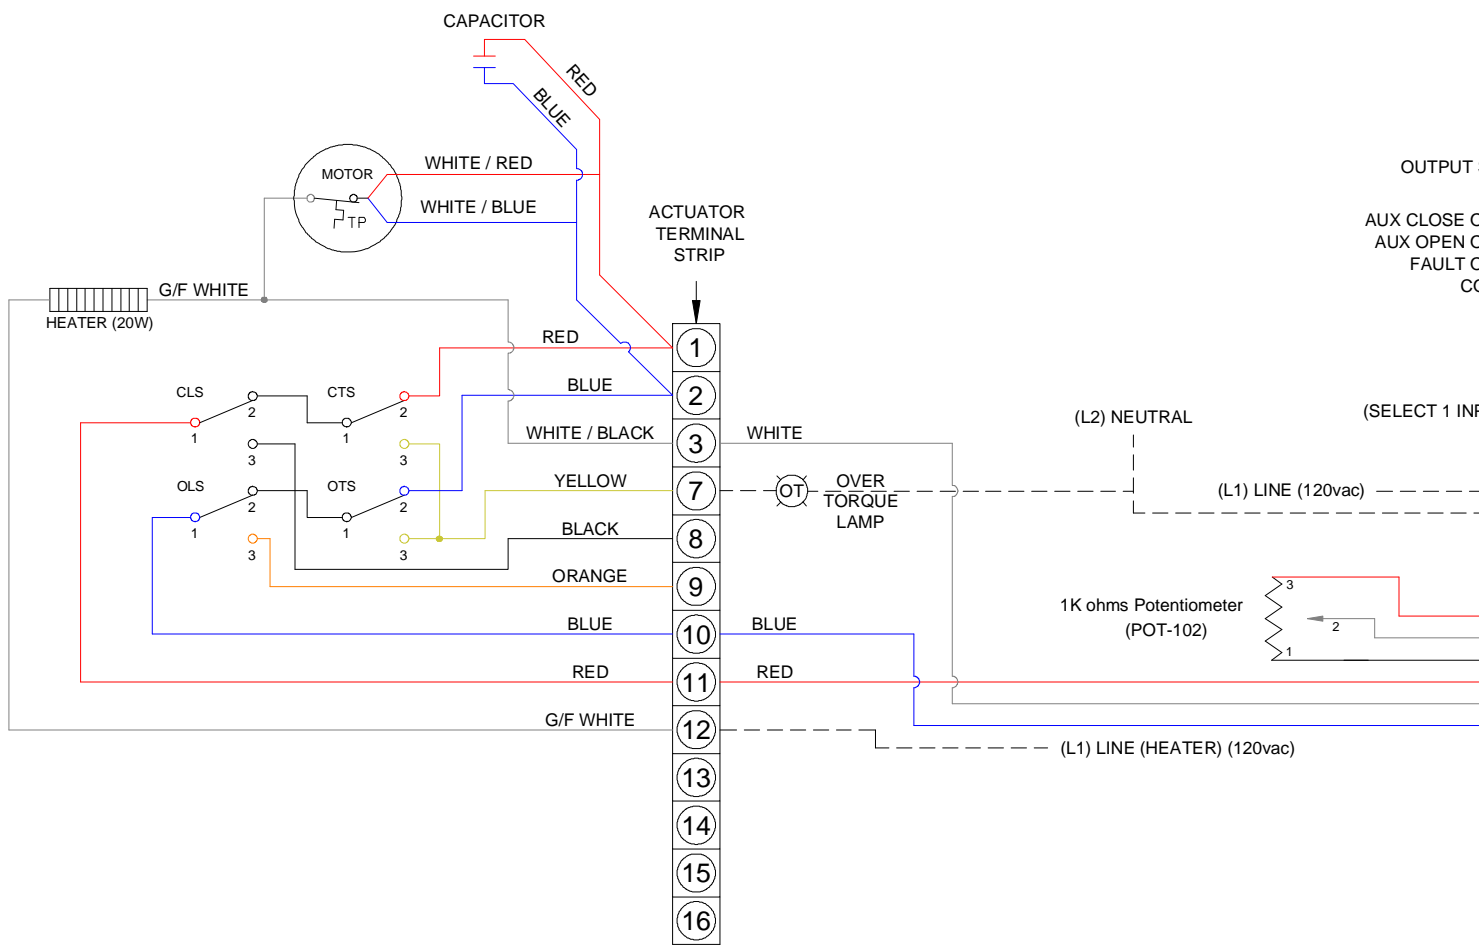 CAPACITOR
RED
BLUE
OUTPUT
MOTOR
WHITE / RED
TP
WHITE / BLUE
ACTUATOR
TERMINAL
STRIP
AUX CLOSE C
AUX OPEN C
FAULT C
CO
G/F WHITE
HEATER (20W)
RED
1
CLS
1
2
3
CTS
1
2
3
BLUE
2
WHITE / BLACK
3
WHITE
(L2) NEUTRAL
(SELECT 1 INP
OLS
1
2
3
OTS
1
2
3
YELLOW
7
OT
OVER
TORQUE
LAMP
(L1) LINE (120vac)
BLACK
8
ORANGE
9
1K ohms Potentiometer
(POT-102)
3
2
1
BLUE
10
BLUE
RED
11
RED
G/F WHITE
12
(L1) LINE (HEATER) (120vac)
13
14
15
16